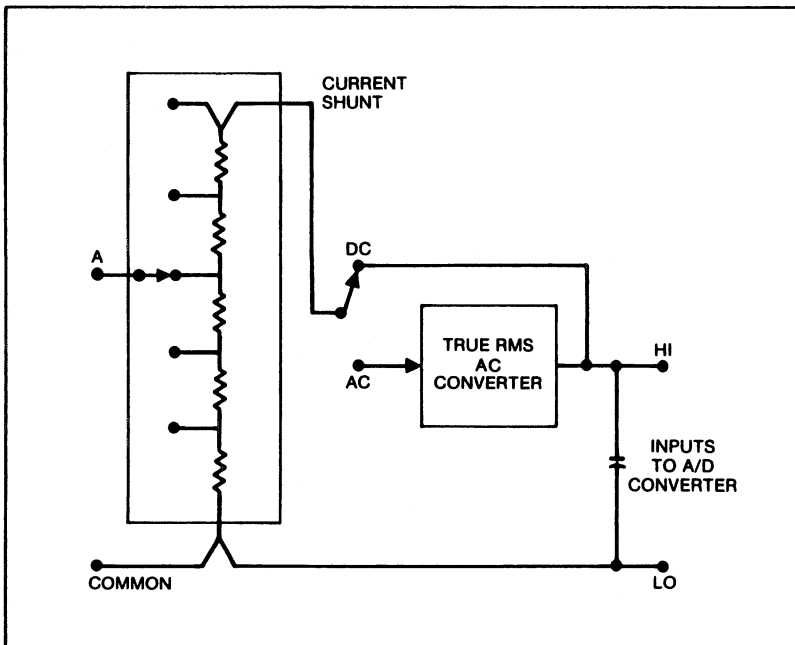 CURRENT
SHUNT
A
DC
TRUE RMS
AC
CONVERTER
AC
HI
INPUTS
TO A/D
CONVERTER
COMMON
LO